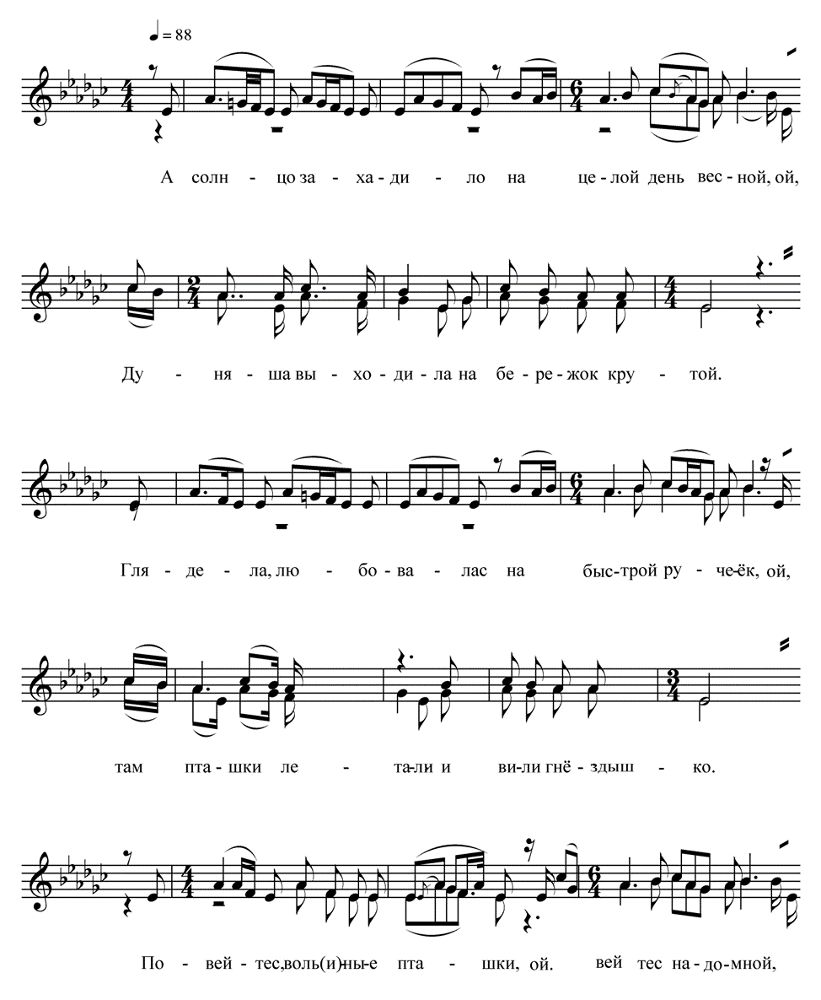 ♩ = 88
А солн - цо за - ха - ди - ло на це - лой день вес - ной, ой,
Ду - ня - ша вы - хо - ди - ла на бе - ре - жок кру - той.
Гля - де - ла, лю - бо - ва - лас на быс - трой ру - че - ёк, ой,
там пта - шки ле - та - ли и ви - ли гнё - здыш - ко.
По - вей - тес, воль(и) - ны - е пта - шки, ой. вей тес на - до - мной,